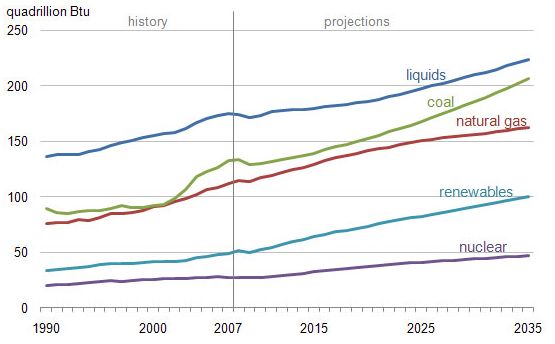 quadrillion Btu
history projections
250
liquids
200
coal
natural gas
150
renewables
100
nuclear
50
0
1990 2000 2007 2015 2025 2035